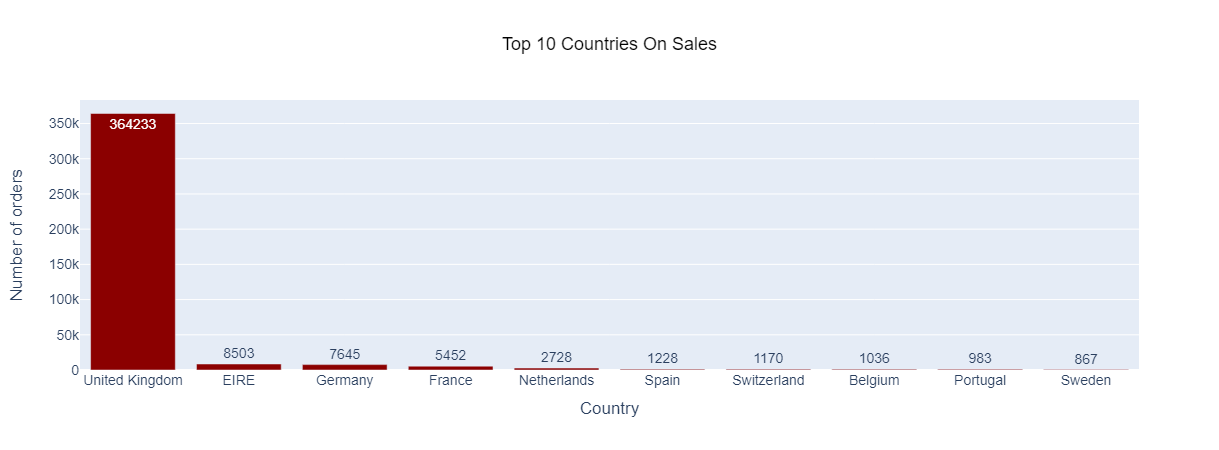 Top 10 Countries On Sales
Number of orders
350k
300k
250k
200k
150k
100k
50k
0
364233
8503
7645
5452
2728
1228
1170
1036
983
867
United Kingdom
EIRE
Germany
France
Netherlands
Spain
Switzerland
Belgium
Portugal
Sweden
Country